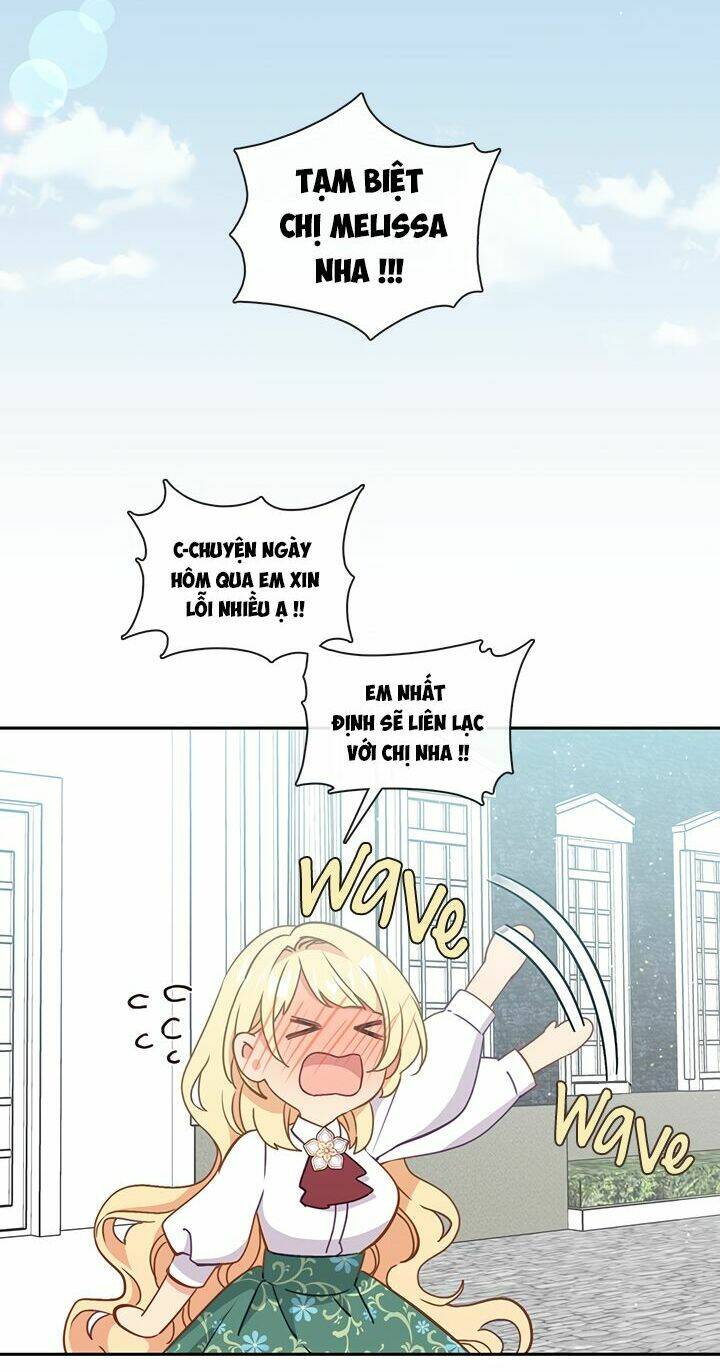 TẠM BIỆT
CHỊ MELISSA
NHA !!!
C-CHUYỆN NGÀY
HÔM QUA EM XIN
LỖI NHIỀU Ạ !!
EM NHẤT
ĐỊNH SẼ LIÊN LẠC
VỚI CHỊ NHA !!
wave
wave